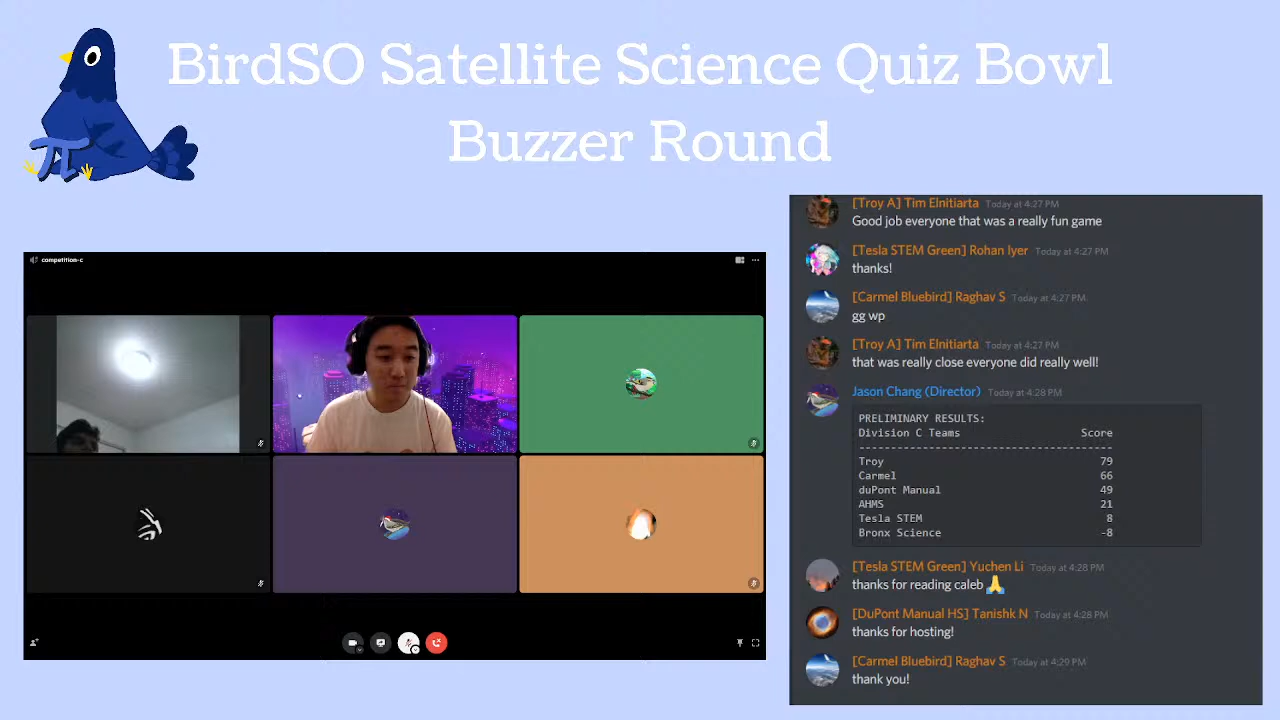 BirdSO Satellite Science Quiz Bowl
Buzzer Round
competition-c
[Troy A] Tim Elnitiarta Today at 4:27 PM
Good job everyone that was a really fun game
[Tesla STEM Green] Rohan Iyer Today at 4:27 PM
thanks!
[Carmel Bluebird] Raghav S Today at 4:27 PM
gg wp
[Troy A] Tim Elnitiarta Today at 4:27 PM
that was really close everyone did really well!
Jason Chang (Director) Today at 4:28 PM
PRELIMINARY RESULTS:
Division C Teams Score
------------------------------------
Troy 79
Carmel 66
duPont Manual 49
AHMS 21
Tesla STEM 8
Bronx Science -8
[Tesla STEM Green] Yuchen Li Today at 4:28 PM
thanks for reading caleb 🙏
[DuPont Manual HS] Tanishk N Today at 4:28 PM
thanks for hosting!
[Carmel Bluebird] Raghav S Today at 4:29 PM
thank you!